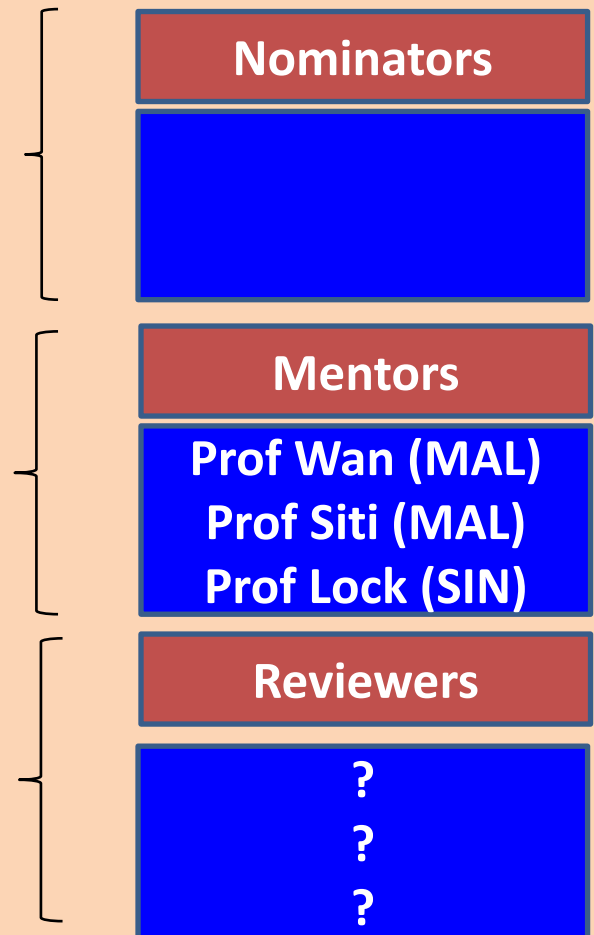 Nominators
Mentors
Prof Wan (MAL)
Prof Siti (MAL)
Prof Lock (SIN)
Reviewers
?
?
?